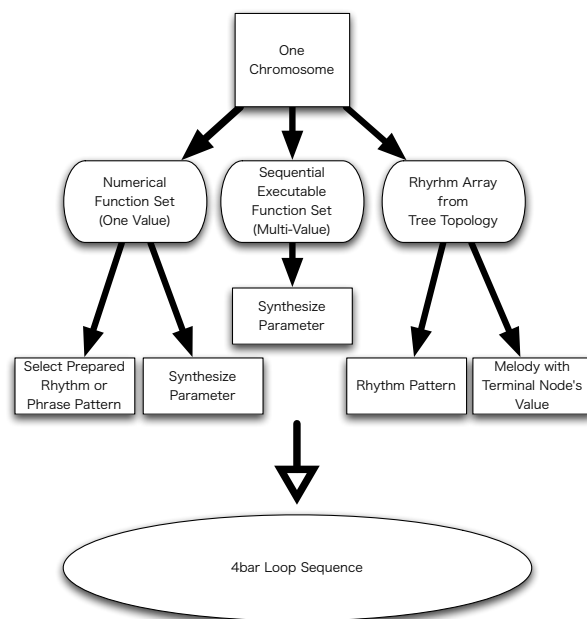 One
Chromosome
Numerical
Function Set
(One Value)
Sequential
Executable
Function Set
(Multi-Value)
Rhyrhm Array
from
Tree Topology
Synthesize
Parameter
Select Prepared
Rhythm or
Phrase Pattern
Synthesize
Parameter
Rhythm Pattern
Melody with
Terminal Node's
Value
4bar Loop Sequence